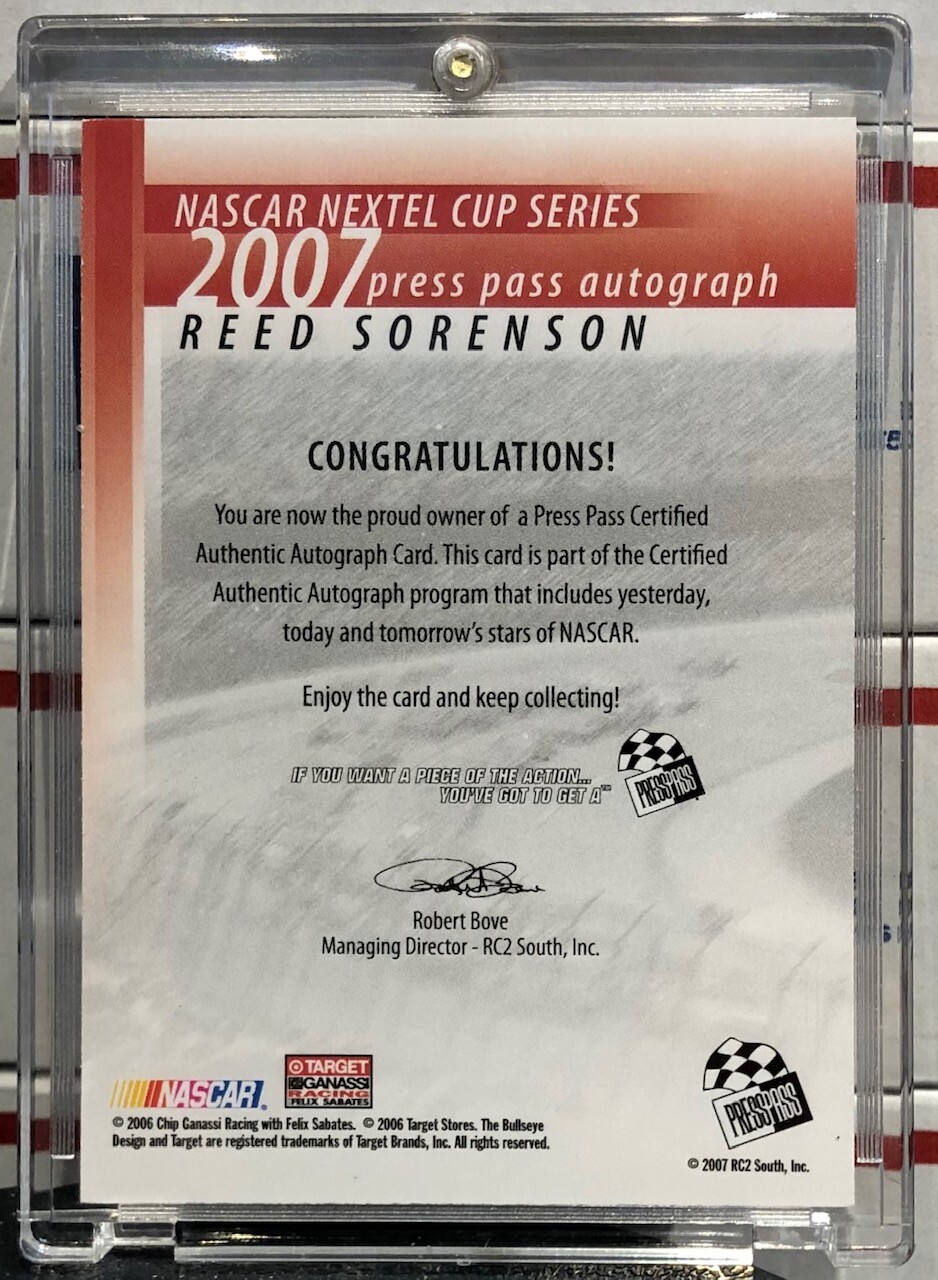 NASCAR NEXTEL CUP SERIES
2007 press pass autograph
REED SORENSON
CONGRATULATIONS!
You are now the proud owner of a Press Pass Certified
Authentic Autograph Card. This card is part of the Certified
Authentic Autograph program that includes yesterday,
today and tomorrow's stars of NASCAR.
Enjoy the card and keep collecting!
IF YOU WANT A PIECE OF THE ACTION...
YOU'VE GOT TO GET A™
PRESS PASS
Robert Bove
Managing Director - RC2 South, Inc.
NASCAR®
TARGET
GANASSI
RACING
FELIX SABATES
PRESS PASS
© 2006 Chip Ganassi Racing with Felix Sabates. © 2006 Target Stores. The Bullseye
Design and Target are registered trademarks of Target Brands, Inc. All rights reserved.
© 2007 RC2 South, Inc.